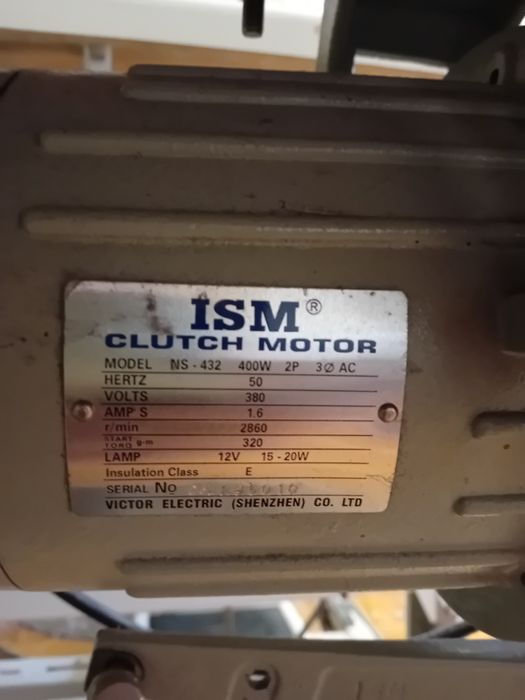 ISM®
CLUTCH MOTOR
MODEL NS - 432 400W 2P 3∅ AC
HERTZ 50
VOLTS 380
AMP'S 1.6
r/min 2860
START TORQ g-m 320
LAMP 12V 15 - 20W
Insulation Class E
SERIAL No
VICTOR ELECTRIC (SHENZHEN) CO. LTD